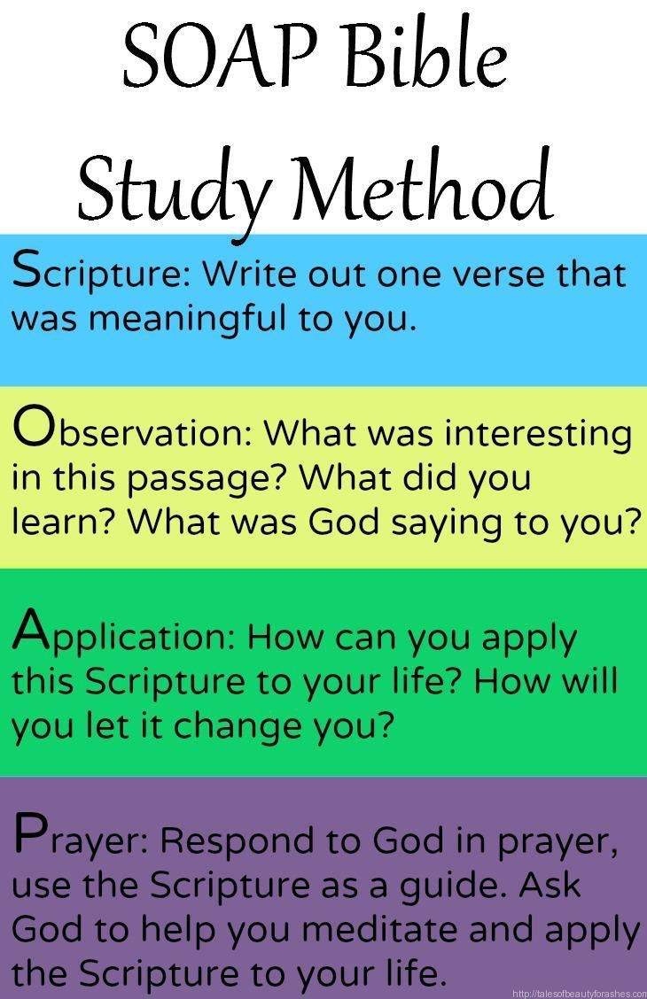 SOAP Bible
Study Method
Scripture: Write out one verse that
was meaningful to you.
Observation: What was interesting
in this passage? What did you
learn? What was God saying to you?
Application: How can you apply
this Scripture to your life? How will
you let it change you?
Prayer: Respond to God in prayer,
use the Scripture as a guide. Ask
God to help you meditate and apply
the Scripture to your life.
http://talesofbeautyforashes.com